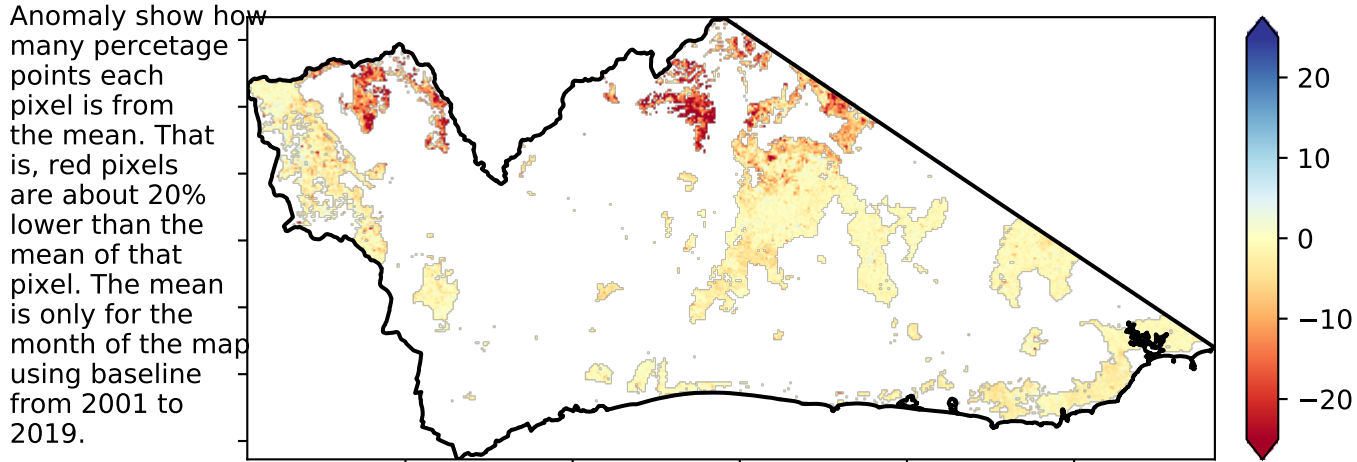 Anomaly show how
many percetage
points each
pixel is from
the mean. That
is, red pixels
are about 20%
lower than the
mean of that
pixel. The mean
is only for the
month of the map
using baseline
from 2001 to
2019.
20
10
0
−10
−20